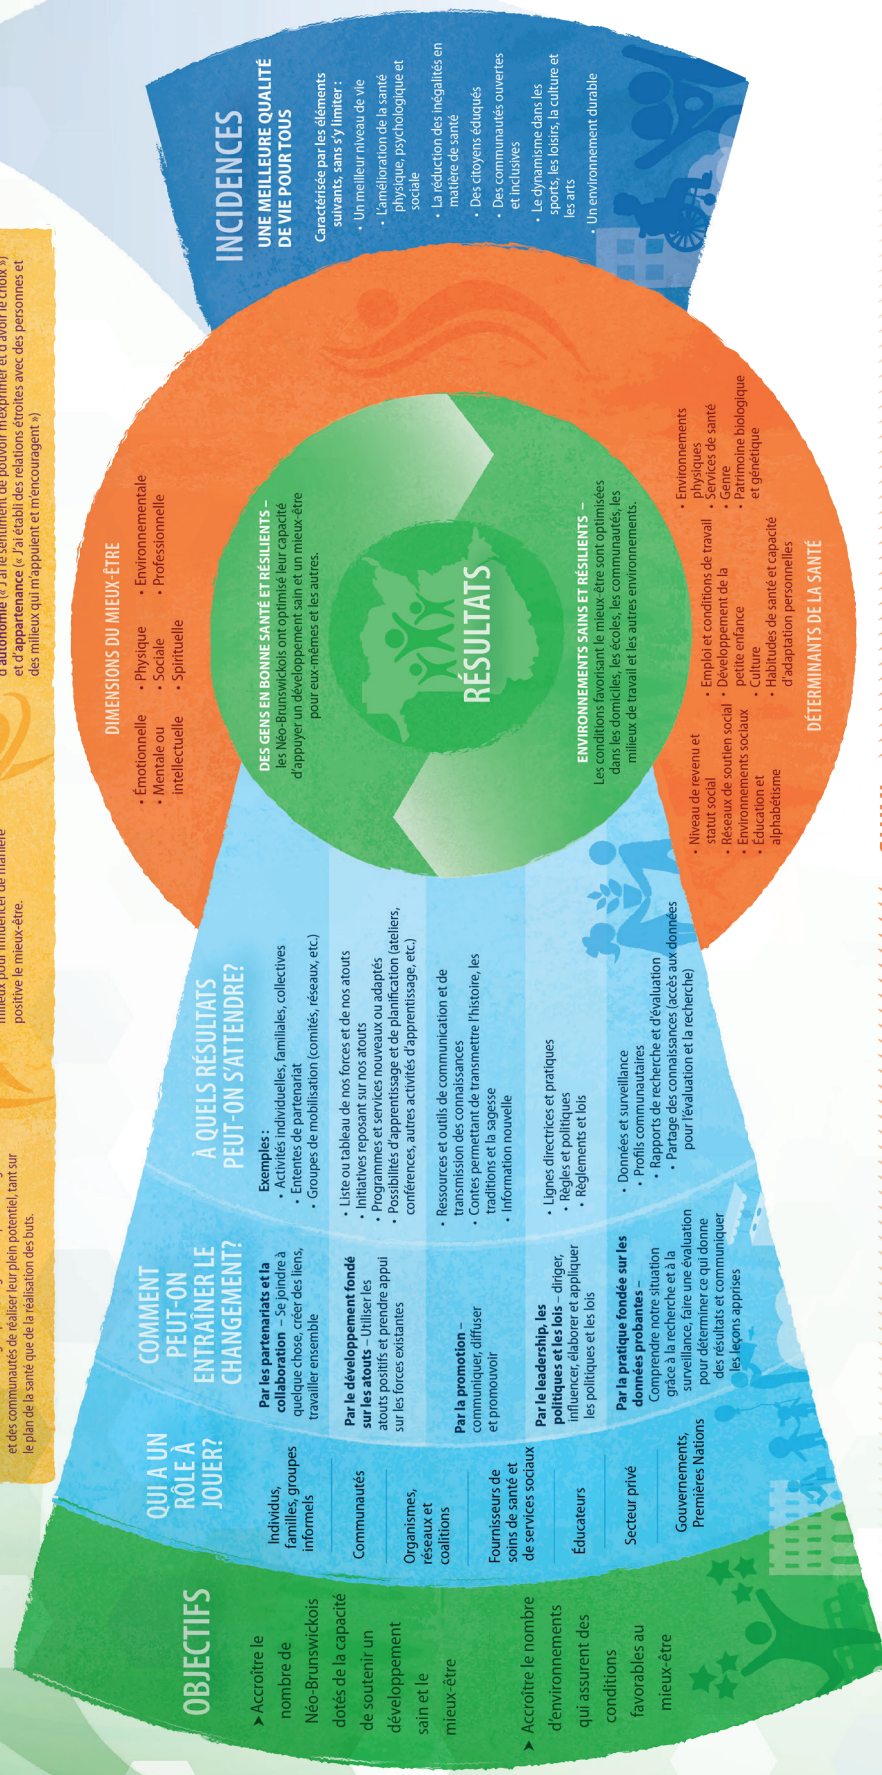 et des communautés de réaliser leur plein potentiel, tant sur
le plan de la santé que de la réalisation des buts.
milieux pour influencer de manière
positive le mieux-être.
et d'appartenance (« J'ai établi des relations étroites avec des personnes et
des milieux qui m'appuient et m'encouragent »)
OBJECTIFS
➤ Accroître le
nombre de
Néo-Brunswickois
dotés de la capacité
de soutenir un
développement
sain et le
mieux-être
➤ Accroître le nombre
d'environnements
qui assurent des
conditions
favorables au
mieux-être
QUI A UN
RÔLE À
JOUER?
Individus,
familles, groupes
informels
Communautés
Organismes,
réseaux et
coalitions
Fournisseurs de
soins de santé et
de services sociaux
Éducateurs
Secteur privé
Gouvernements,
Premières Nations
COMMENT
PEUT-ON
ENTRAÎNER LE
CHANGEMENT?
Par les partenariats et la
collaboration – Se joindre à
quelque chose, créer des liens,
travailler ensemble
Par le développement fondé
sur les atouts – Utiliser les
atouts positifs et prendre appui
sur les forces existantes
Par la promotion –
communiquer, diffuser
et promouvoir
Par le leadership, les
politiques et les lois – diriger,
influencer, élaborer et appliquer
les politiques et les lois
Par la pratique fondée sur les
données probantes –
Comprendre notre situation
grâce à la recherche et à la
surveillance, faire une évaluation
pour déterminer ce qui donne
des résultats et communiquer
les leçons apprises
À QUELS RÉSULTATS
PEUT-ON S'ATTENDRE?
Exemples :
• Activités individuelles, familiales, collectives
• Ententes de partenariat
• Groupes de mobilisation (comités, réseaux, etc.)
• Liste ou tableau de nos forces et de nos atouts
• Initiatives reposant sur nos atouts
• Programmes et services nouveaux ou adaptés
• Possibilités d'apprentissage et de planification (ateliers,
conférences, autres activités d'apprentissage, etc.)
• Ressources et outils de communication et de
transmission des connaissances
• Contes permettant de transmettre l'histoire, les
traditions et la sagesse
• Information nouvelle
• Lignes directrices et pratiques
• Règles et politiques
• Règlements et lois
• Données et surveillance
• Profils communautaires
• Rapports de recherche et d'évaluation
• Partage des connaissances (accès aux données
pour l'évaluation et la recherche)
DIMENSIONS DU MIEUX-ÊTRE
• Émotionnelle
• Mentale ou
intellectuelle
• Physique
• Sociale
• Spirituelle
• Environnementale
• Professionnelle
DES GENS EN BONNE SANTÉ ET RÉSILIENTS –
les Néo-Brunswickois ont optimisé leur capacité
d'appuyer un développement sain et un mieux-être
pour eux-mêmes et les autres.
RÉSULTATS
ENVIRONNEMENTS SAINS ET RÉSILIENTS –
Les conditions favorisant le mieux-être sont optimisées
dans les domiciles, les écoles, les communautés, les
milieux de travail et les autres environnements.
• Niveau de revenu et
statut social
• Réseaux de soutien social
• Environnements sociaux
• Éducation et
alphabétisme
• Emploi et conditions de travail
• Développement de la
petite enfance
• Culture
• Habitudes de santé et capacité
d'adaptation personnelles
• Environnements
physiques
• Services de santé
• Genre
• Patrimoine biologique
et génétique
DÉTERMINANTS DE LA SANTÉ
INCIDENCES
UNE MEILLEURE QUALITÉ
DE VIE POUR TOUS
Caractérisée par les éléments
suivants, sans s'y limiter :
• Un meilleur niveau de vie
• L'amélioration de la santé
physique, psychologique et
sociale
• La réduction des inégalités en
matière de santé
• Des citoyens éduqués
• Des communautés ouvertes
et inclusives
• Le dynamisme dans les
sports, les loisirs, la culture et
les arts
• Un environnement durable